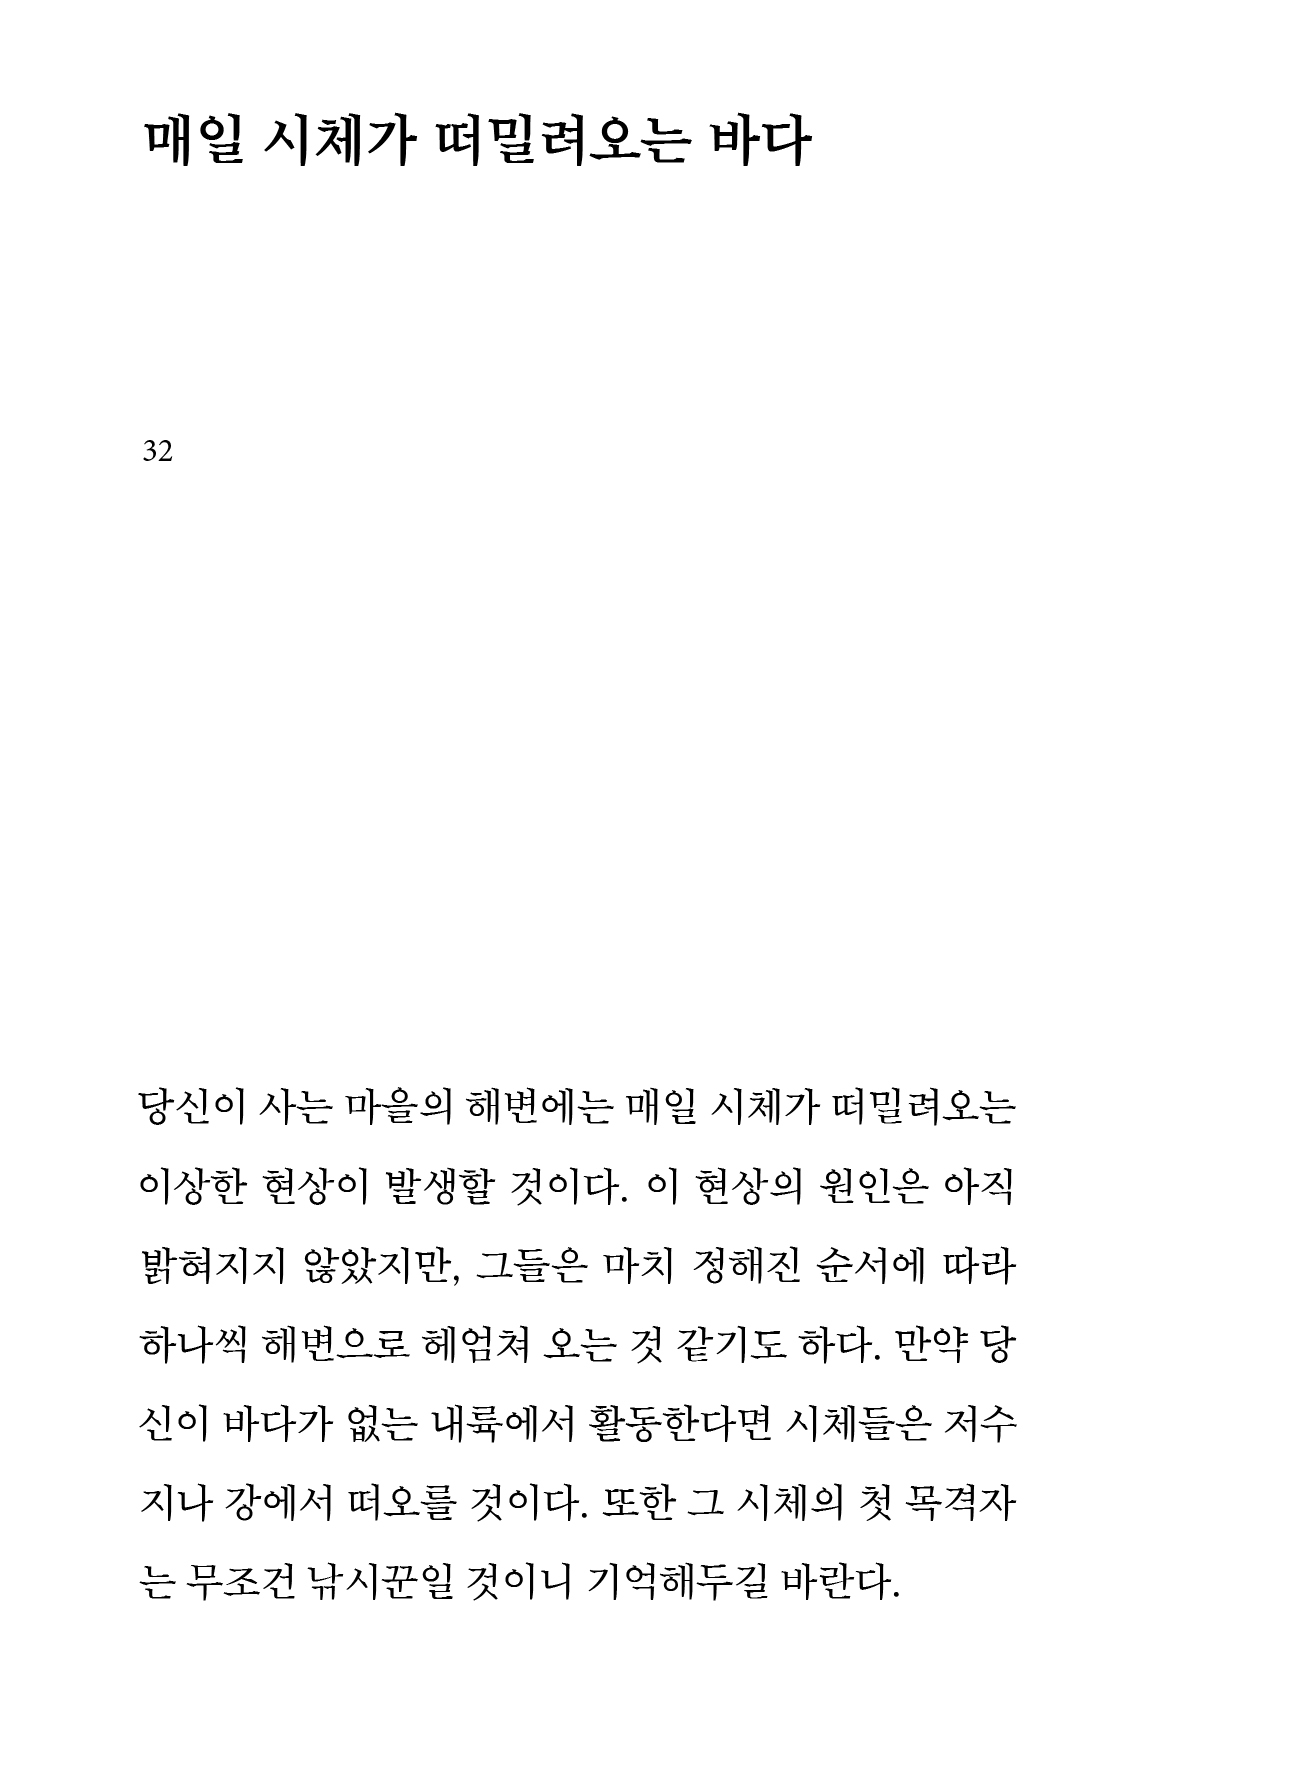 매일 시체가 떠밀려오는 바다
32
당신이 사는 마을의 해변에는 매일 시체가 떠밀려오는
이상한 현상이 발생할 것이다. 이 현상의 원인은 아직
밝혀지지 않았지만, 그들은 마치 정해진 순서에 따라
하나씩 해변으로 헤엄쳐 오는 것 같기도 하다. 만약 당
신이 바다가 없는 내륙에서 활동한다면 시체들은 저수
지나 강에서 떠오를 것이다. 또한 그 시체의 첫 목격자
는 무조건 낚시꾼일 것이니 기억해두길 바란다.